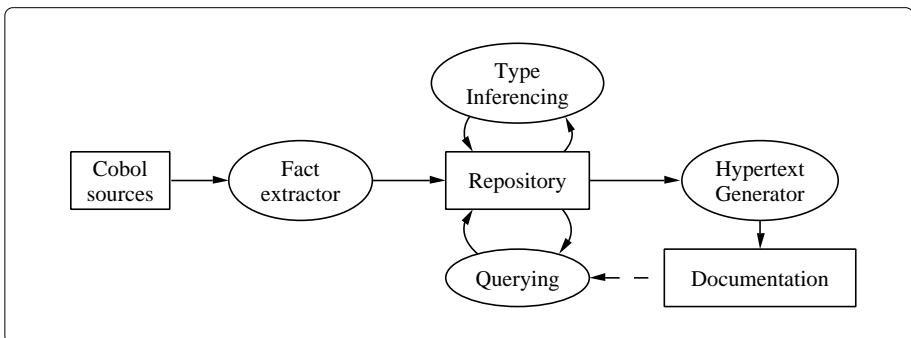 Type
Inferencing
Cobol
sources
Fact
extractor
Repository
Hypertext
Generator
Querying
Documentation